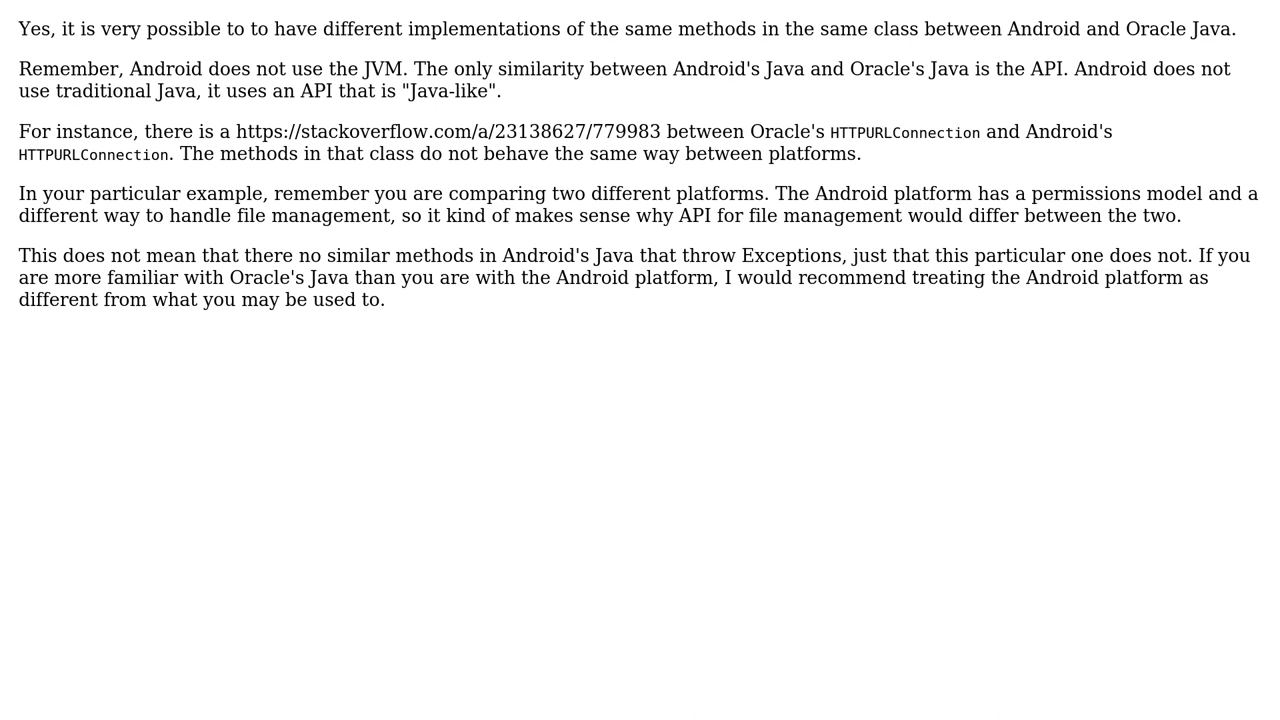 Yes, it is very possible to to have different implementations of the same methods in the same class between Android and Oracle Java.
Remember, Android does not use the JVM. The only similarity between Android's Java and Oracle's Java is the API. Android does not
use traditional Java, it uses an API that is "Java-like".
For instance, there is a https://stackoverflow.com/a/23138627/779983 between Oracle's HTTPURLConnection and Android's
HTTPURLConnection. The methods in that class do not behave the same way between platforms.
In your particular example, remember you are comparing two different platforms. The Android platform has a permissions model and a
different way to handle file management, so it kind of makes sense why API for file management would differ between the two.
This does not mean that there no similar methods in Android's Java that throw Exceptions, just that this particular one does not. If you
are more familiar with Oracle's Java than you are with the Android platform, I would recommend treating the Android platform as
different from what you may be used to.